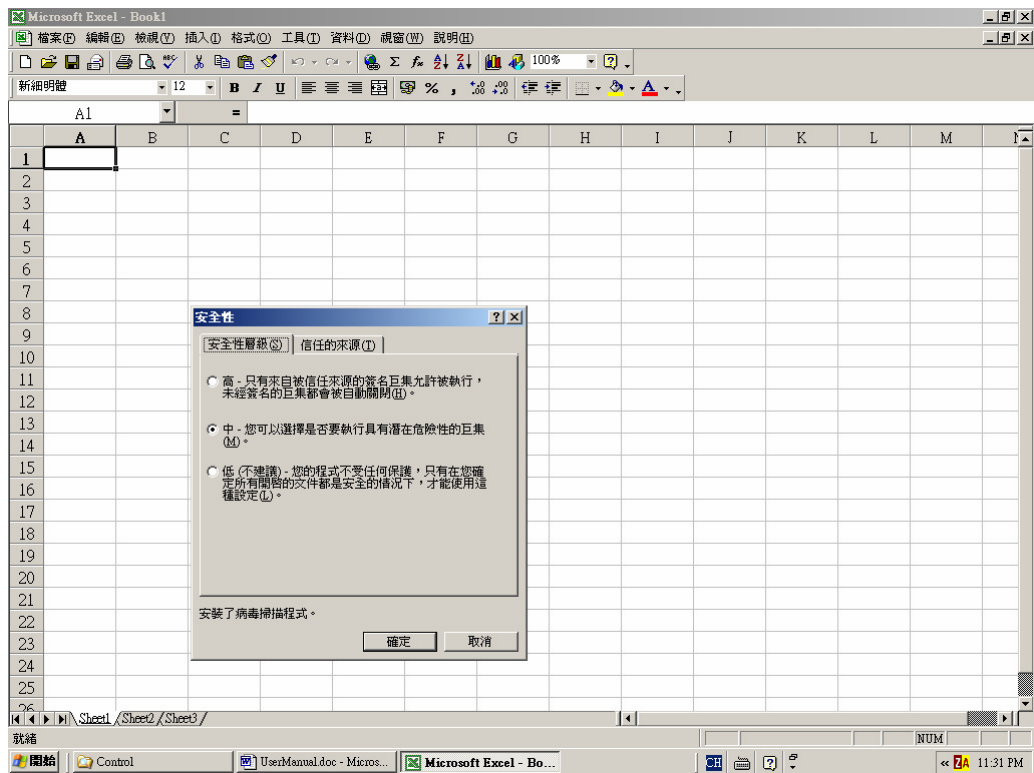 Microsoft Excel - Book1
檔案(F) 編輯(E) 檢視(V) 插入(I) 格式(O) 工具(T) 資料(D) 視窗(W) 說明(H)
100%
新細明體 12 B I U % ,
A1 =
A B C D E F G H I J K L M N
1
2
3
4
5
6
7
8
9
10
11
12
13
14
15
16
17
18
19
20
21
22
23
24
25
26
安全性
安全性層級(S) 信任的來源(T)
高 - 只有來自被信任來源的簽名巨集允許被執行，
未經簽名的巨集都會被自動關閉(H)。
中 - 您可以選擇是否要執行具有潛在危險性的巨集
(M)。
低 (不建議) - 您的程式不受任何保護，只有在您確
定所有開啓的文件都是安全的情況下，才能使用這
種設定(L)。
安裝了病毒掃描程式。
確定 取消
Sheet1 Sheet2 Sheet3
就緒 NUM
開始 Control UserManual.doc - Micros... Microsoft Excel - Bo... CH « ZA 11:31 PM